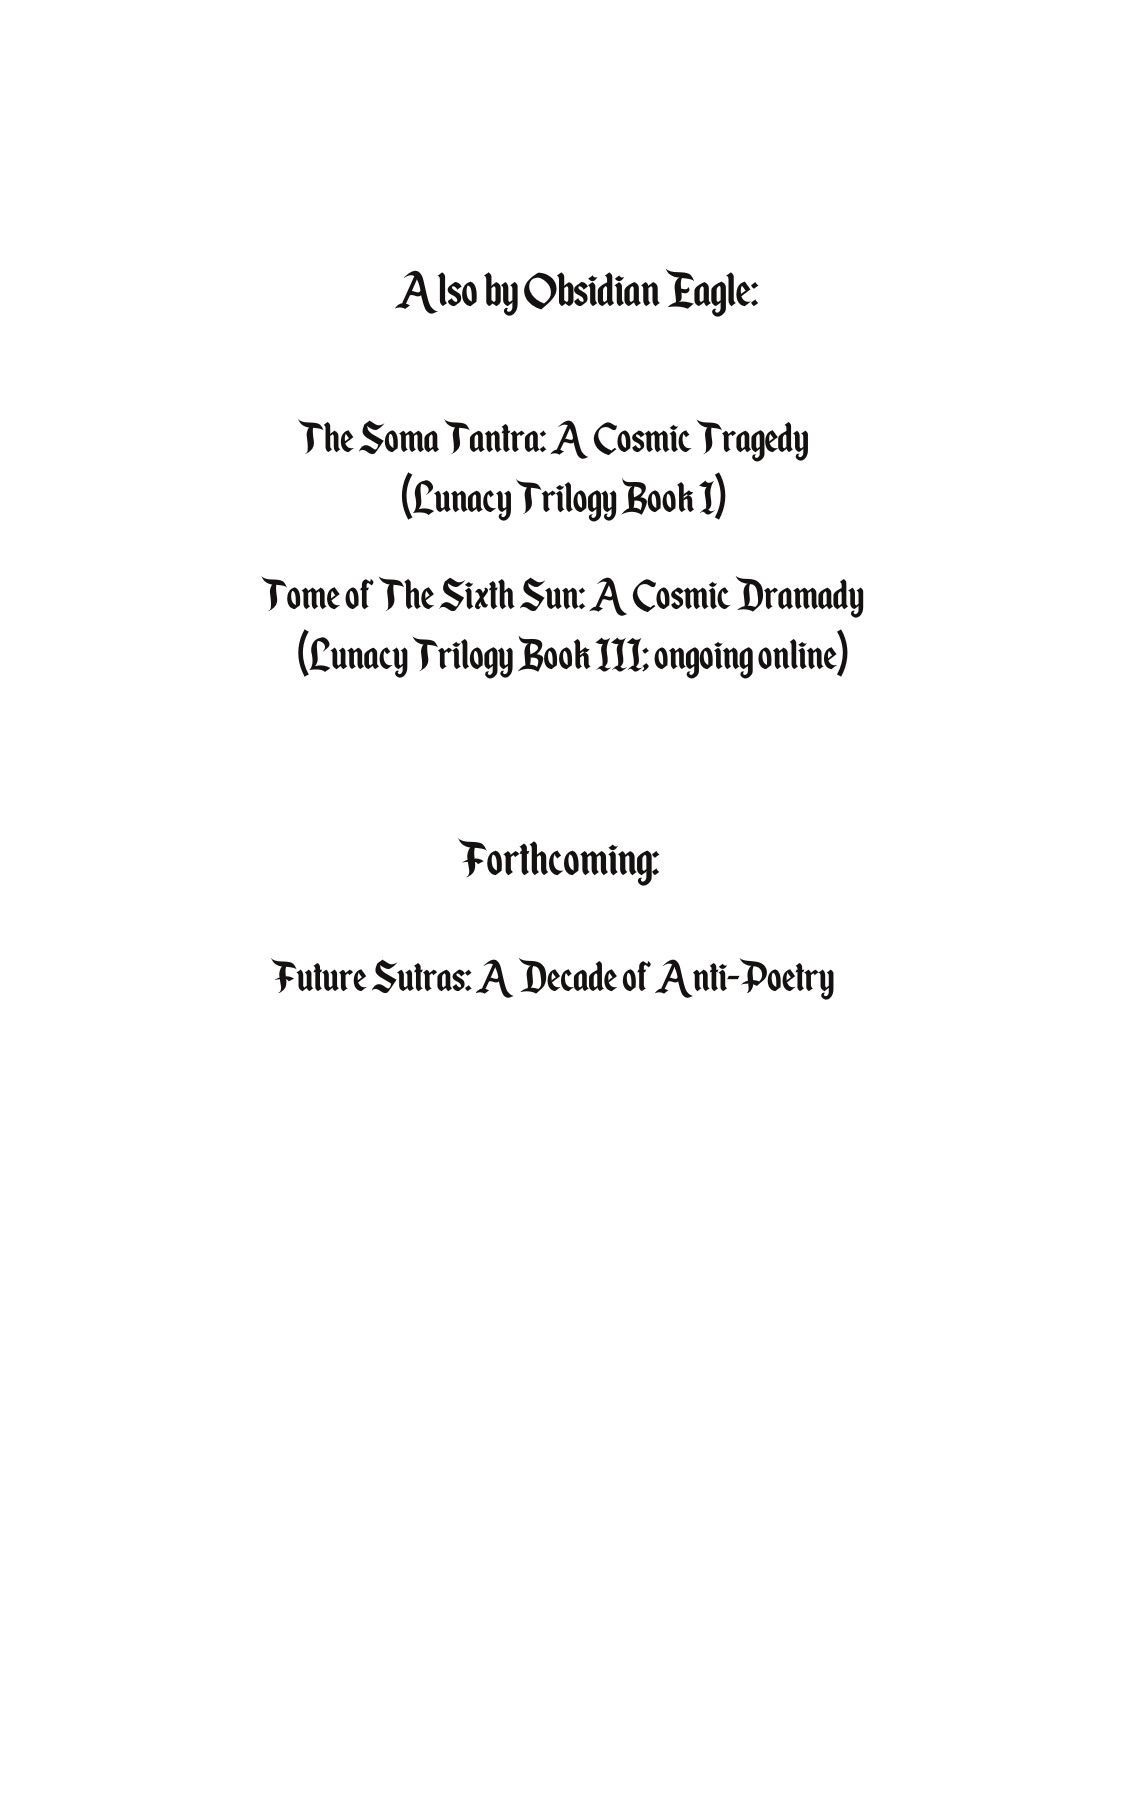 Also by Obsidian Eagle:
The Soma Tantra: A Cosmic Tragedy
(Lunacy Trilogy Book I)
Tome of The Sixth Sun: A Cosmic Dramady
(Lunacy Trilogy Book III; ongoing online)
Forthcoming:
Future Sutras: A Decade of Anti-Poetry